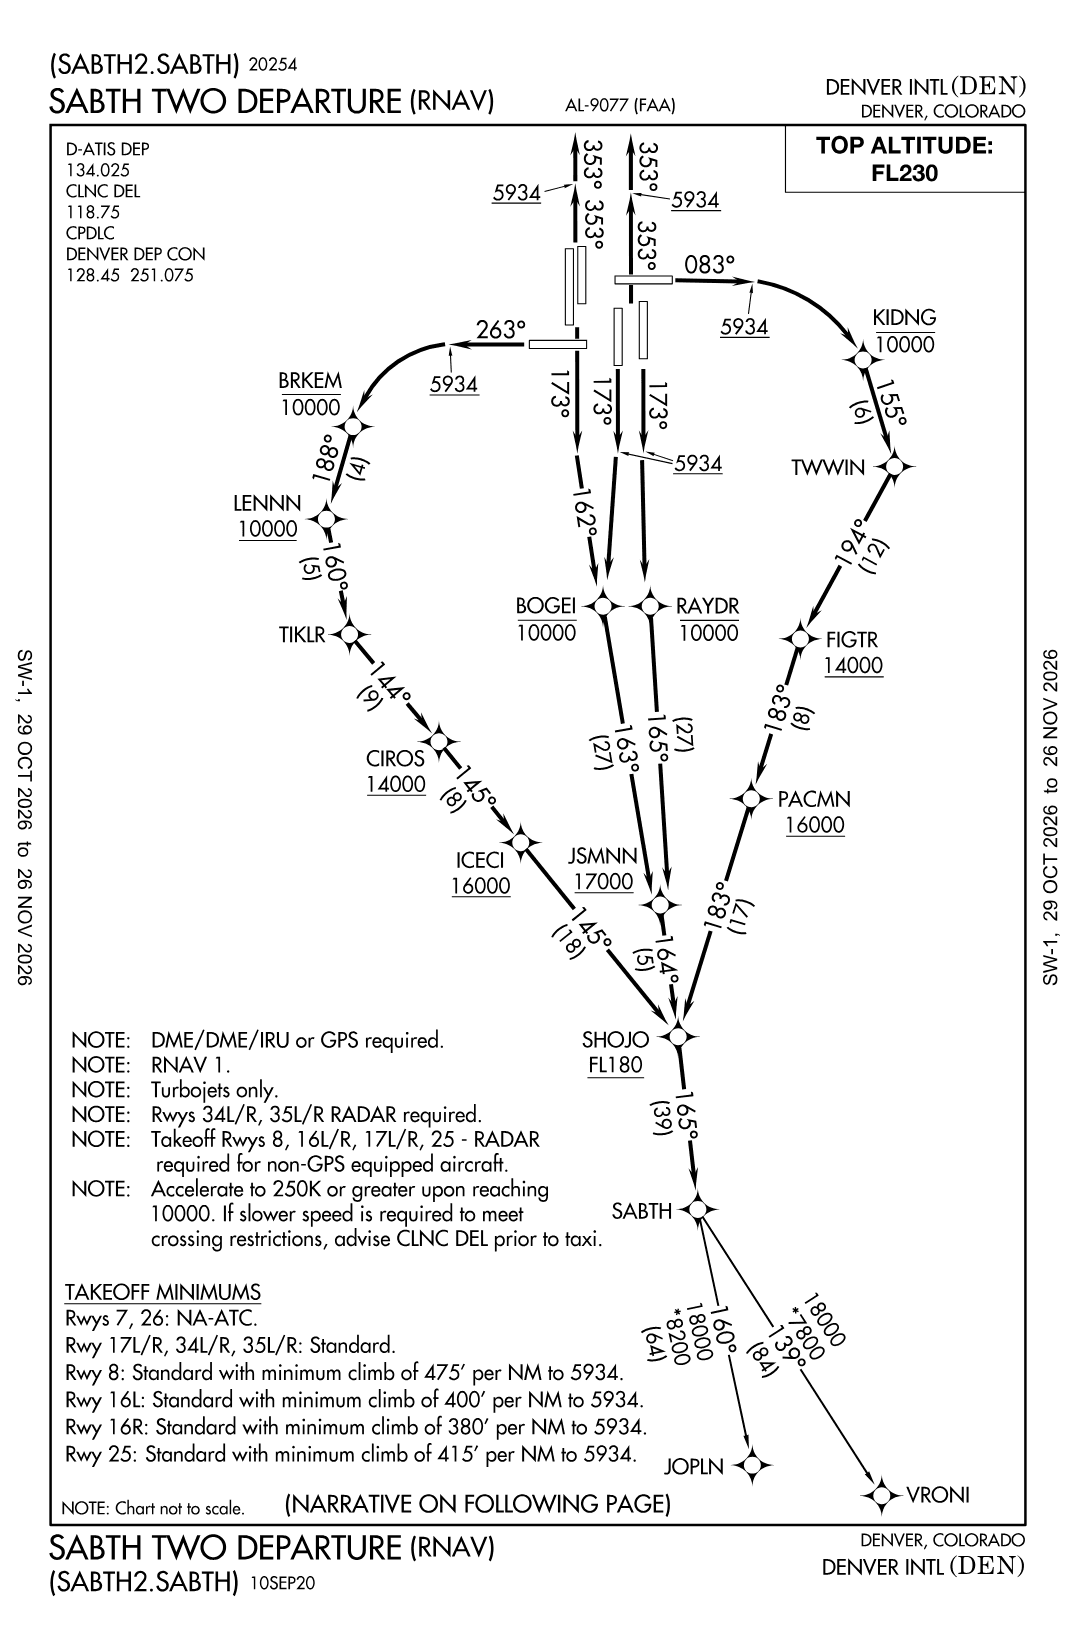 (SABTH2.SABTH) 20254
SABTH TWO DEPARTURE (RNAV)
AL-9077 (FAA)
DENVER INTL (DEN)
DENVER, COLORADO
TOP ALTITUDE:
FL230
D-ATIS DEP
134.025
CLNC DEL
118.75
CPDLC
DENVER DEP CON
128.45 251.075
353°
353°
5934
5934
353°
353°
083°
5934
KIDNG
10000
263°
5934
BRKEM
10000
155°
(6)
173°
173°
173°
5934
TWWIN
188°
(4)
LENNN
10000
162°
194°
(12)
160°
(5)
BOGEI
10000
RAYDR
10000
TIKLR
FIGTR
14000
144°
(9)
183°
(8)
163°
(27)
165°
(27)
CIROS
14000
145°
(8)
PACMN
16000
ICECI
16000
JSMNN
17000
145°
(18)
164°
(5)
183°
(17)
SHOJO
FL180
165°
(39)
SABTH
18000
*8200
160°
(64)
18000
*7800
139°
(84)
JOPLN
VRONI
NOTE: DME/DME/IRU or GPS required.
NOTE: RNAV 1.
NOTE: Turbojets only.
NOTE: Rwys 34L/R, 35L/R RADAR required.
NOTE: Takeoff Rwys 8, 16L/R, 17L/R, 25 - RADAR
required for non-GPS equipped aircraft.
NOTE: Accelerate to 250K or greater upon reaching
10000. If slower speed is required to meet
crossing restrictions, advise CLNC DEL prior to taxi.
TAKEOFF MINIMUMS
Rwys 7, 26: NA-ATC.
Rwy 17L/R, 34L/R, 35L/R: Standard.
Rwy 8: Standard with minimum climb of 475′ per NM to 5934.
Rwy 16L: Standard with minimum climb of 400′ per NM to 5934.
Rwy 16R: Standard with minimum climb of 380′ per NM to 5934.
Rwy 25: Standard with minimum climb of 415′ per NM to 5934.
NOTE: Chart not to scale.
(NARRATIVE ON FOLLOWING PAGE)
SABTH TWO DEPARTURE (RNAV)
(SABTH2.SABTH) 10SEP20
DENVER, COLORADO
DENVER INTL (DEN)
SW-1, 29 OCT 2026 to 26 NOV 2026
SW-1, 29 OCT 2026 to 26 NOV 2026